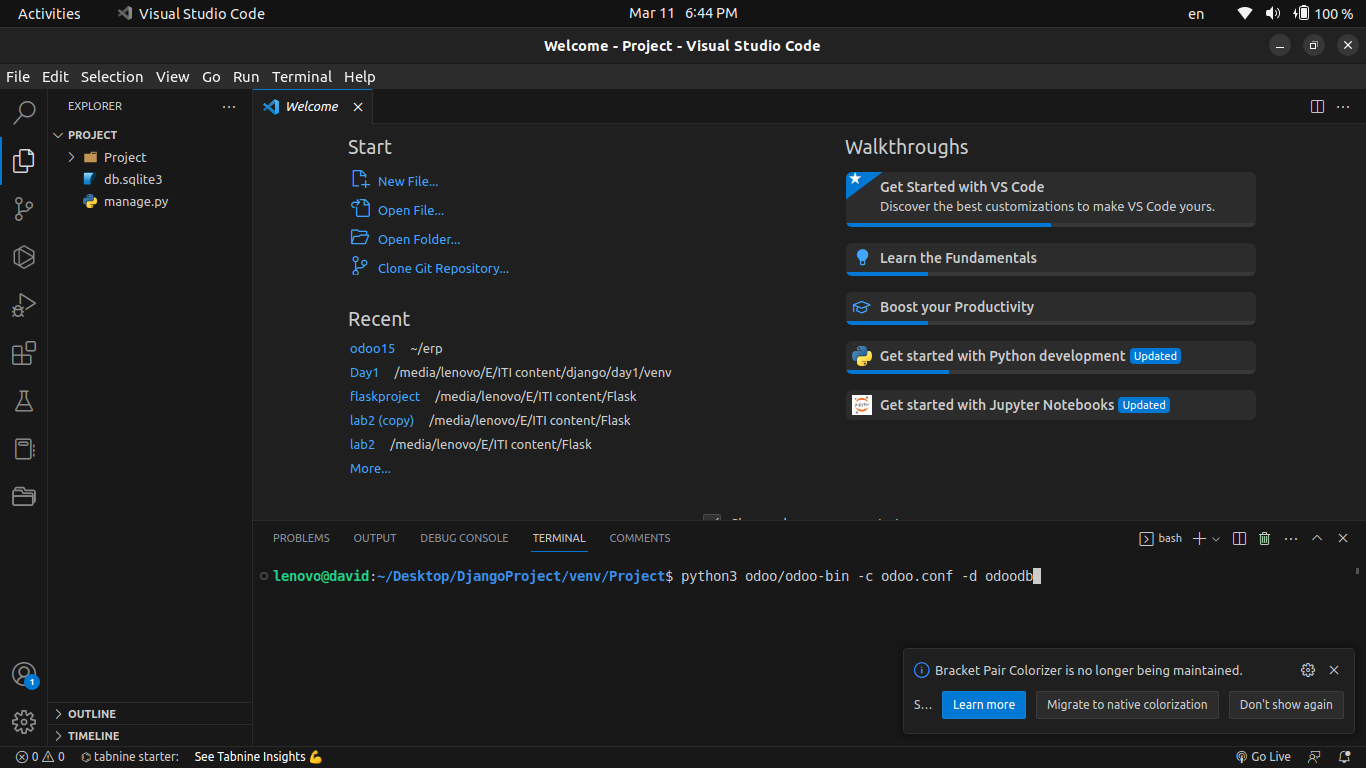 Activities Visual Studio Code Mar 11 6:44 PM en 100 %
Welcome - Project - Visual Studio Code
File Edit Selection View Go Run Terminal Help
EXPLORER
PROJECT
Project
db.sqlite3
manage.py
OUTLINE
TIMELINE
1
Welcome
Start
New File...
Open File...
Open Folder...
Clone Git Repository...
Recent
odoo15 ~/erp
Day1 /media/lenovo/E/ITI content/django/day1/venv
flaskproject /media/lenovo/E/ITI content/Flask
lab2 (copy) /media/lenovo/E/ITI content/Flask
lab2 /media/lenovo/E/ITI content/Flask
More...
Walkthroughs
Get Started with VS Code
Discover the best customizations to make VS Code yours.
Learn the Fundamentals
Boost your Productivity
Get started with Python development Updated
Get started with Jupyter Notebooks Updated
PROBLEMS OUTPUT DEBUG CONSOLE TERMINAL COMMENTS bash
lenovo@david:~/Desktop/DjangoProject/venv/Project$ python3 odoo/odoo-bin -c odoo.conf -d odoodb
Bracket Pair Colorizer is no longer being maintained.
S... Learn more Migrate to native colorization Don't show again
0 0 tabnine starter: See Tabnine Insights 💪 Go Live